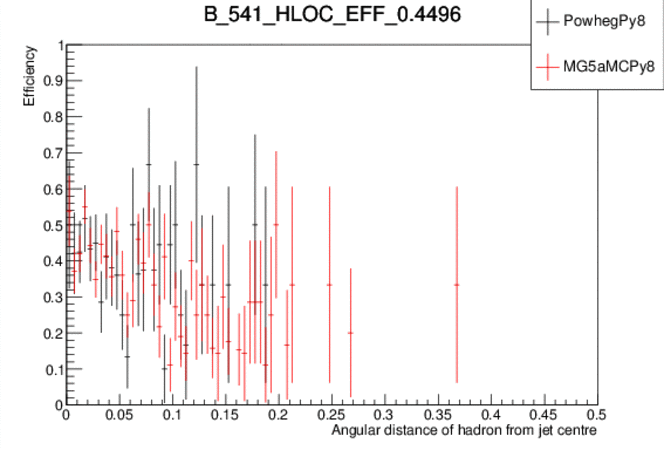 B_541_HLOC_EFF_0.4496
PowhegPy8
MG5aMCPy8
Efficiency
1
0.9
0.8
0.7
0.6
0.5
0.4
0.3
0.2
0.1
0
0 0.05 0.1 0.15 0.2 0.25 0.3 0.35 0.4 0.45 0.5
Angular distance of hadron from jet centre